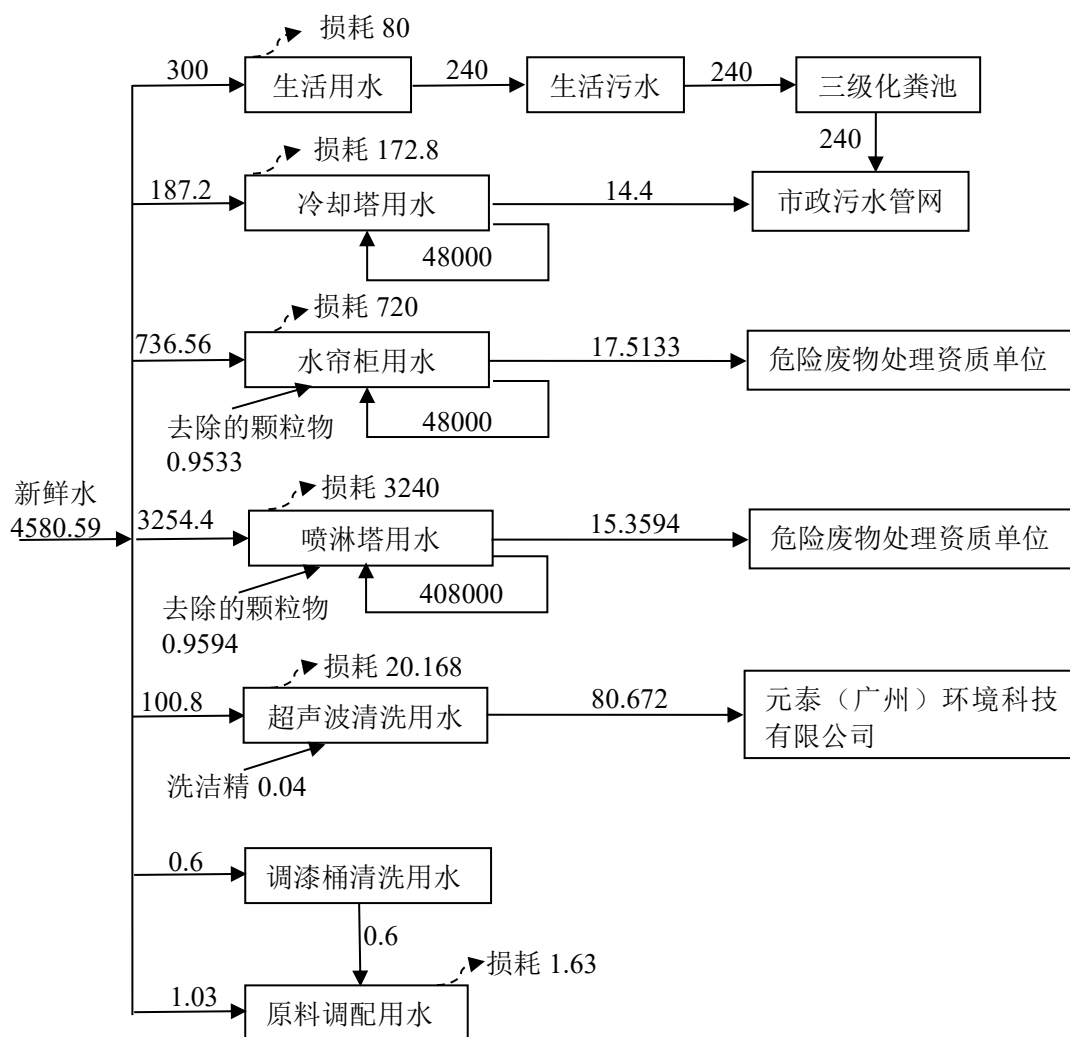 损耗 80
300
生活用水
240
生活污水
240
三级化粪池
240
损耗 172.8
187.2
冷却塔用水
14.4
市政污水管网
48000
损耗 720
736.56
水帘柜用水
17.5133
危险废物处理资质单位
48000
去除的颗粒物
0.9533
新鲜水
4580.59
损耗 3240
3254.4
喷淋塔用水
15.3594
危险废物处理资质单位
408000
去除的颗粒物
0.9594
损耗 20.168
100.8
超声波清洗用水
80.672
元泰（广州）环境科技
有限公司
洗洁精 0.04
0.6
调漆桶清洗用水
0.6
损耗 1.63
1.03
原料调配用水